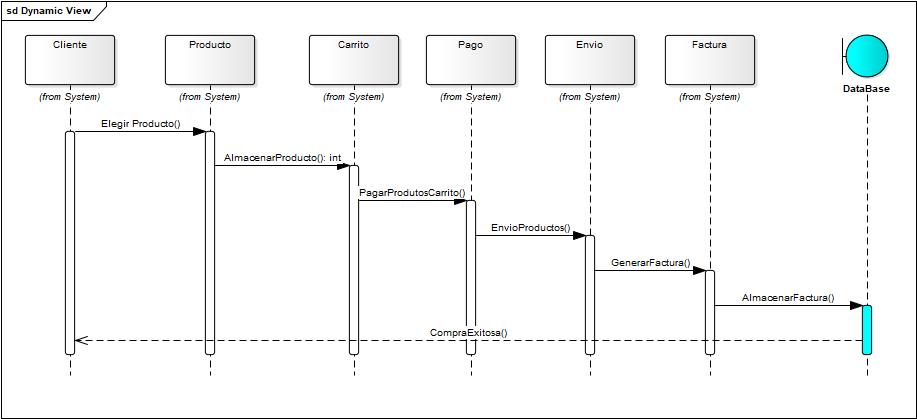 sd Dynamic View
Cliente
Producto
Carrito
Pago
Envio
Factura
(from System)
(from System)
(from System)
(from System)
(from System)
(from System)
DataBase
Elegir Producto()
AlmacenarProducto(): int
PagarProdutosCarrito()
EnvioProductos()
GenerarFactura()
AlmacenarFactura()
CompraExitosa()